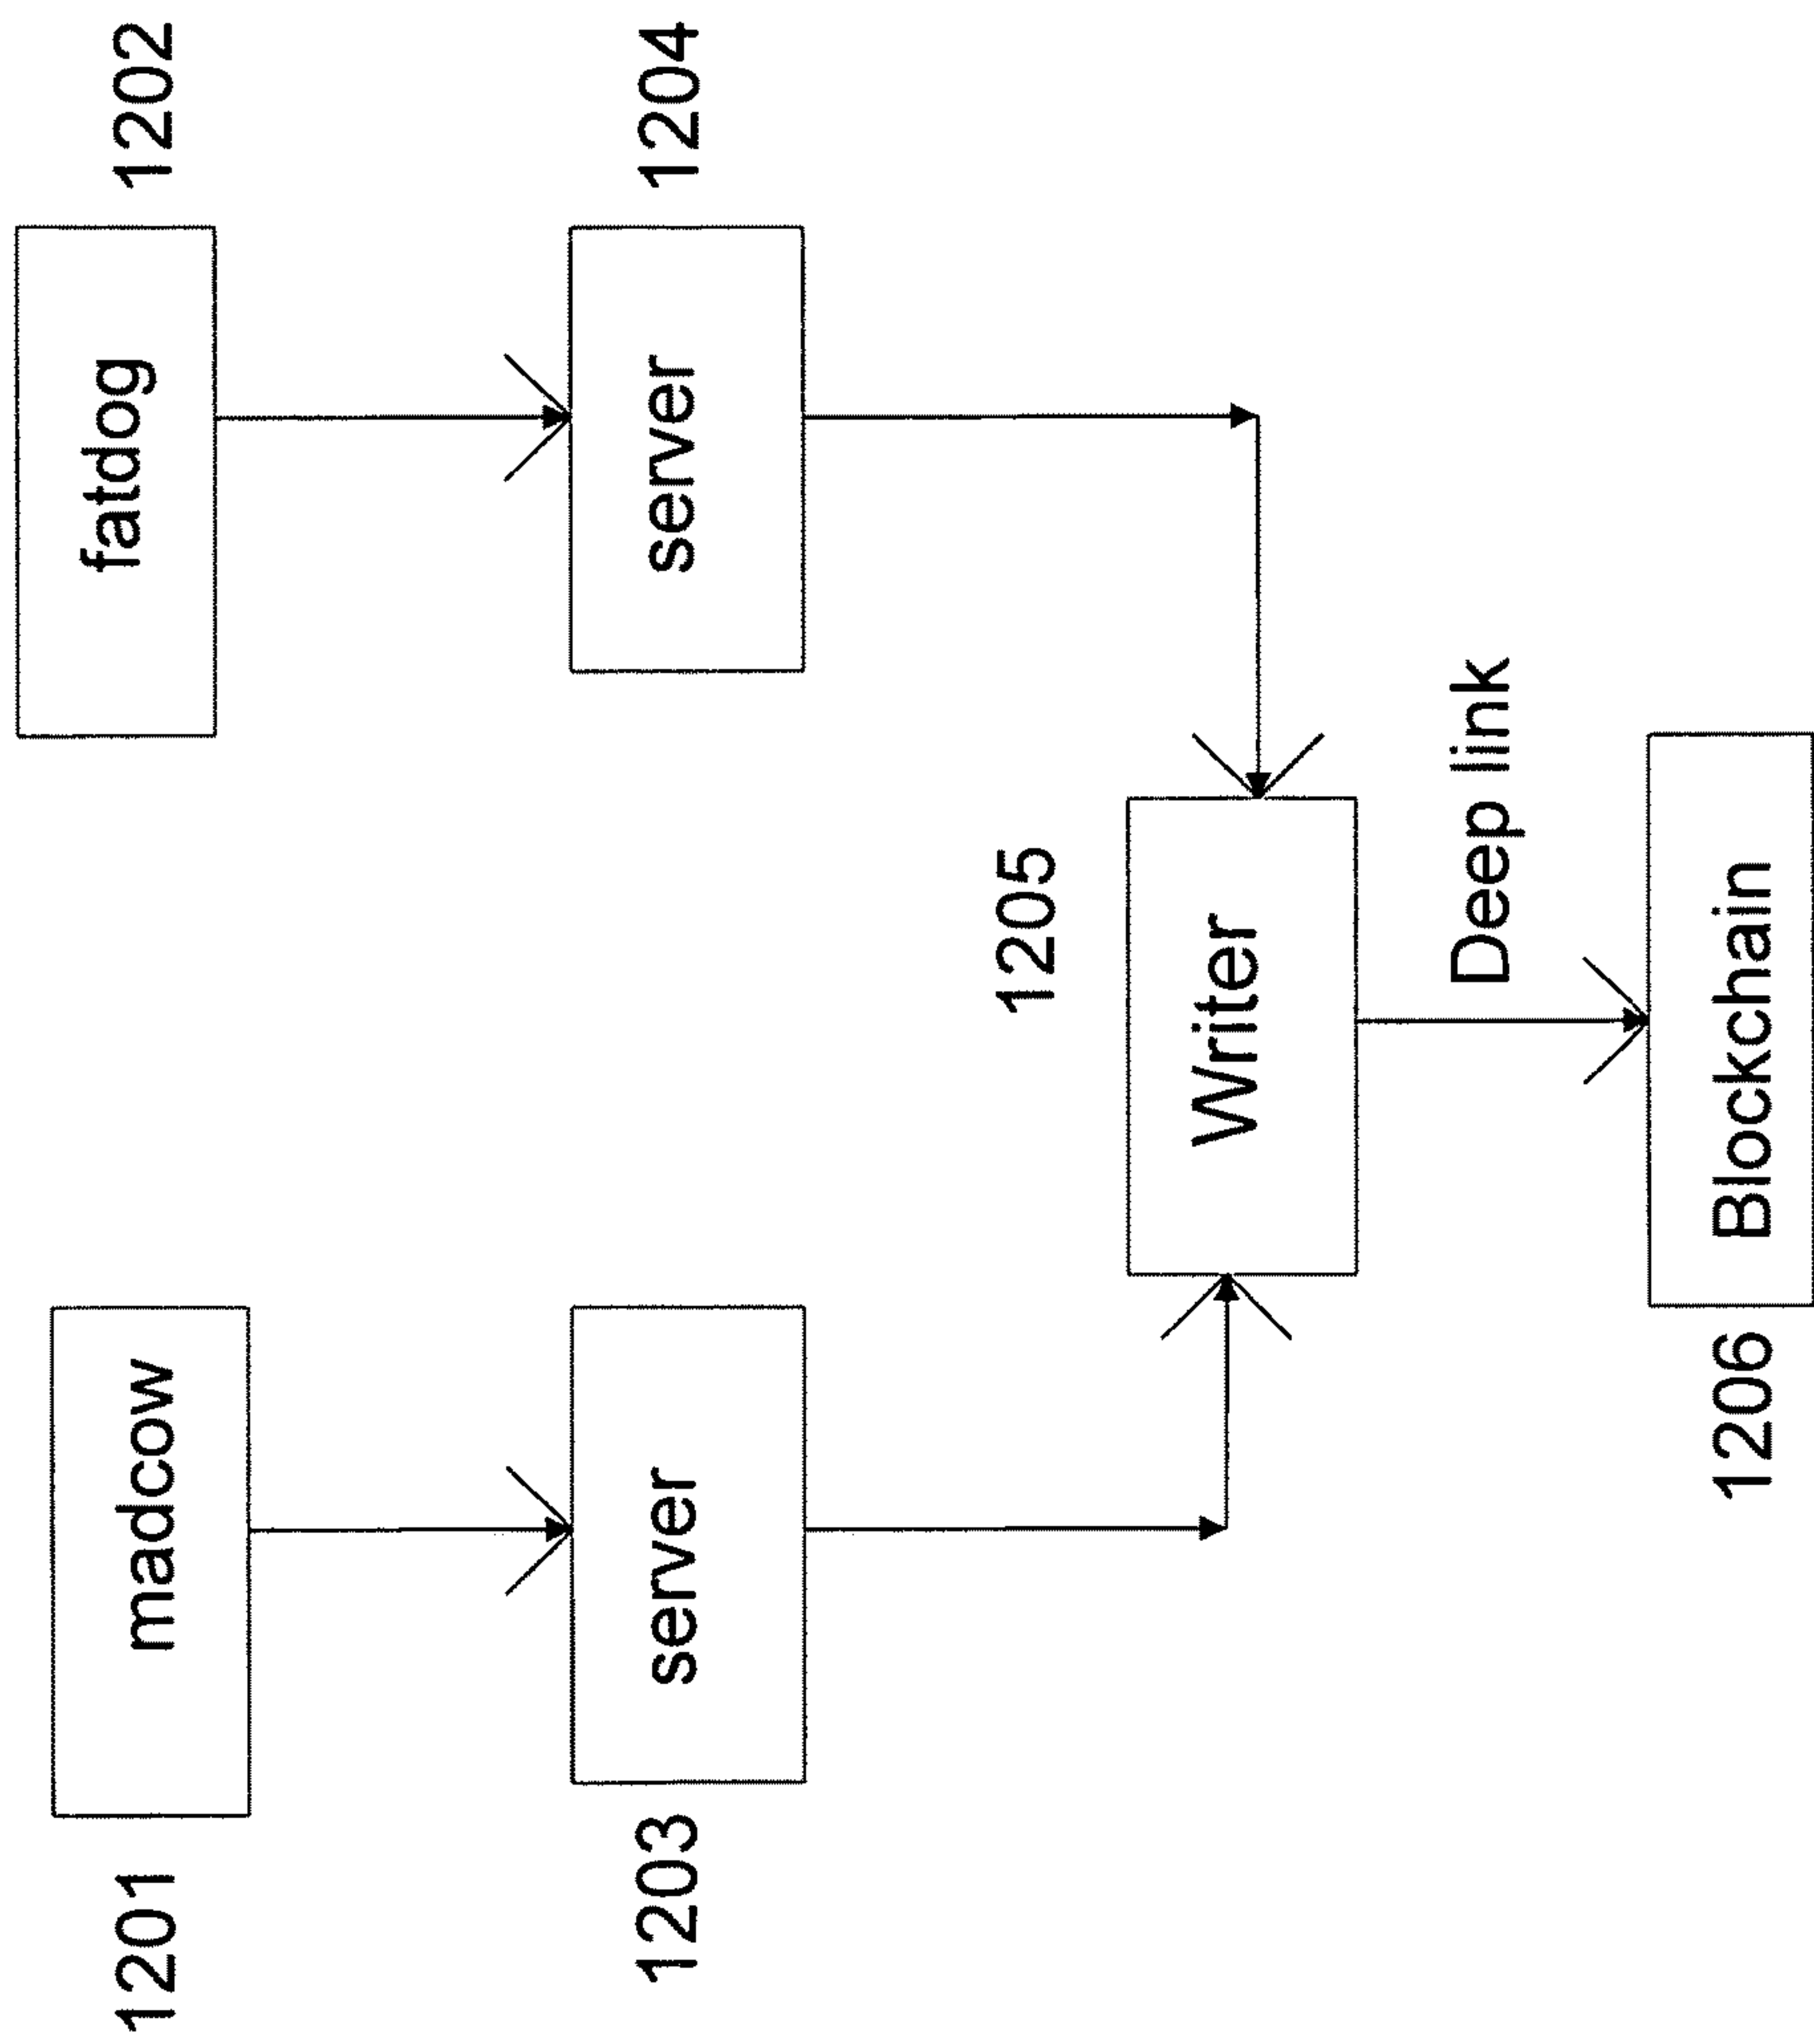 1201 madcow fatdog 1202
1203 server server 1204
1205
Writer
Deep link
1206 Blockchain